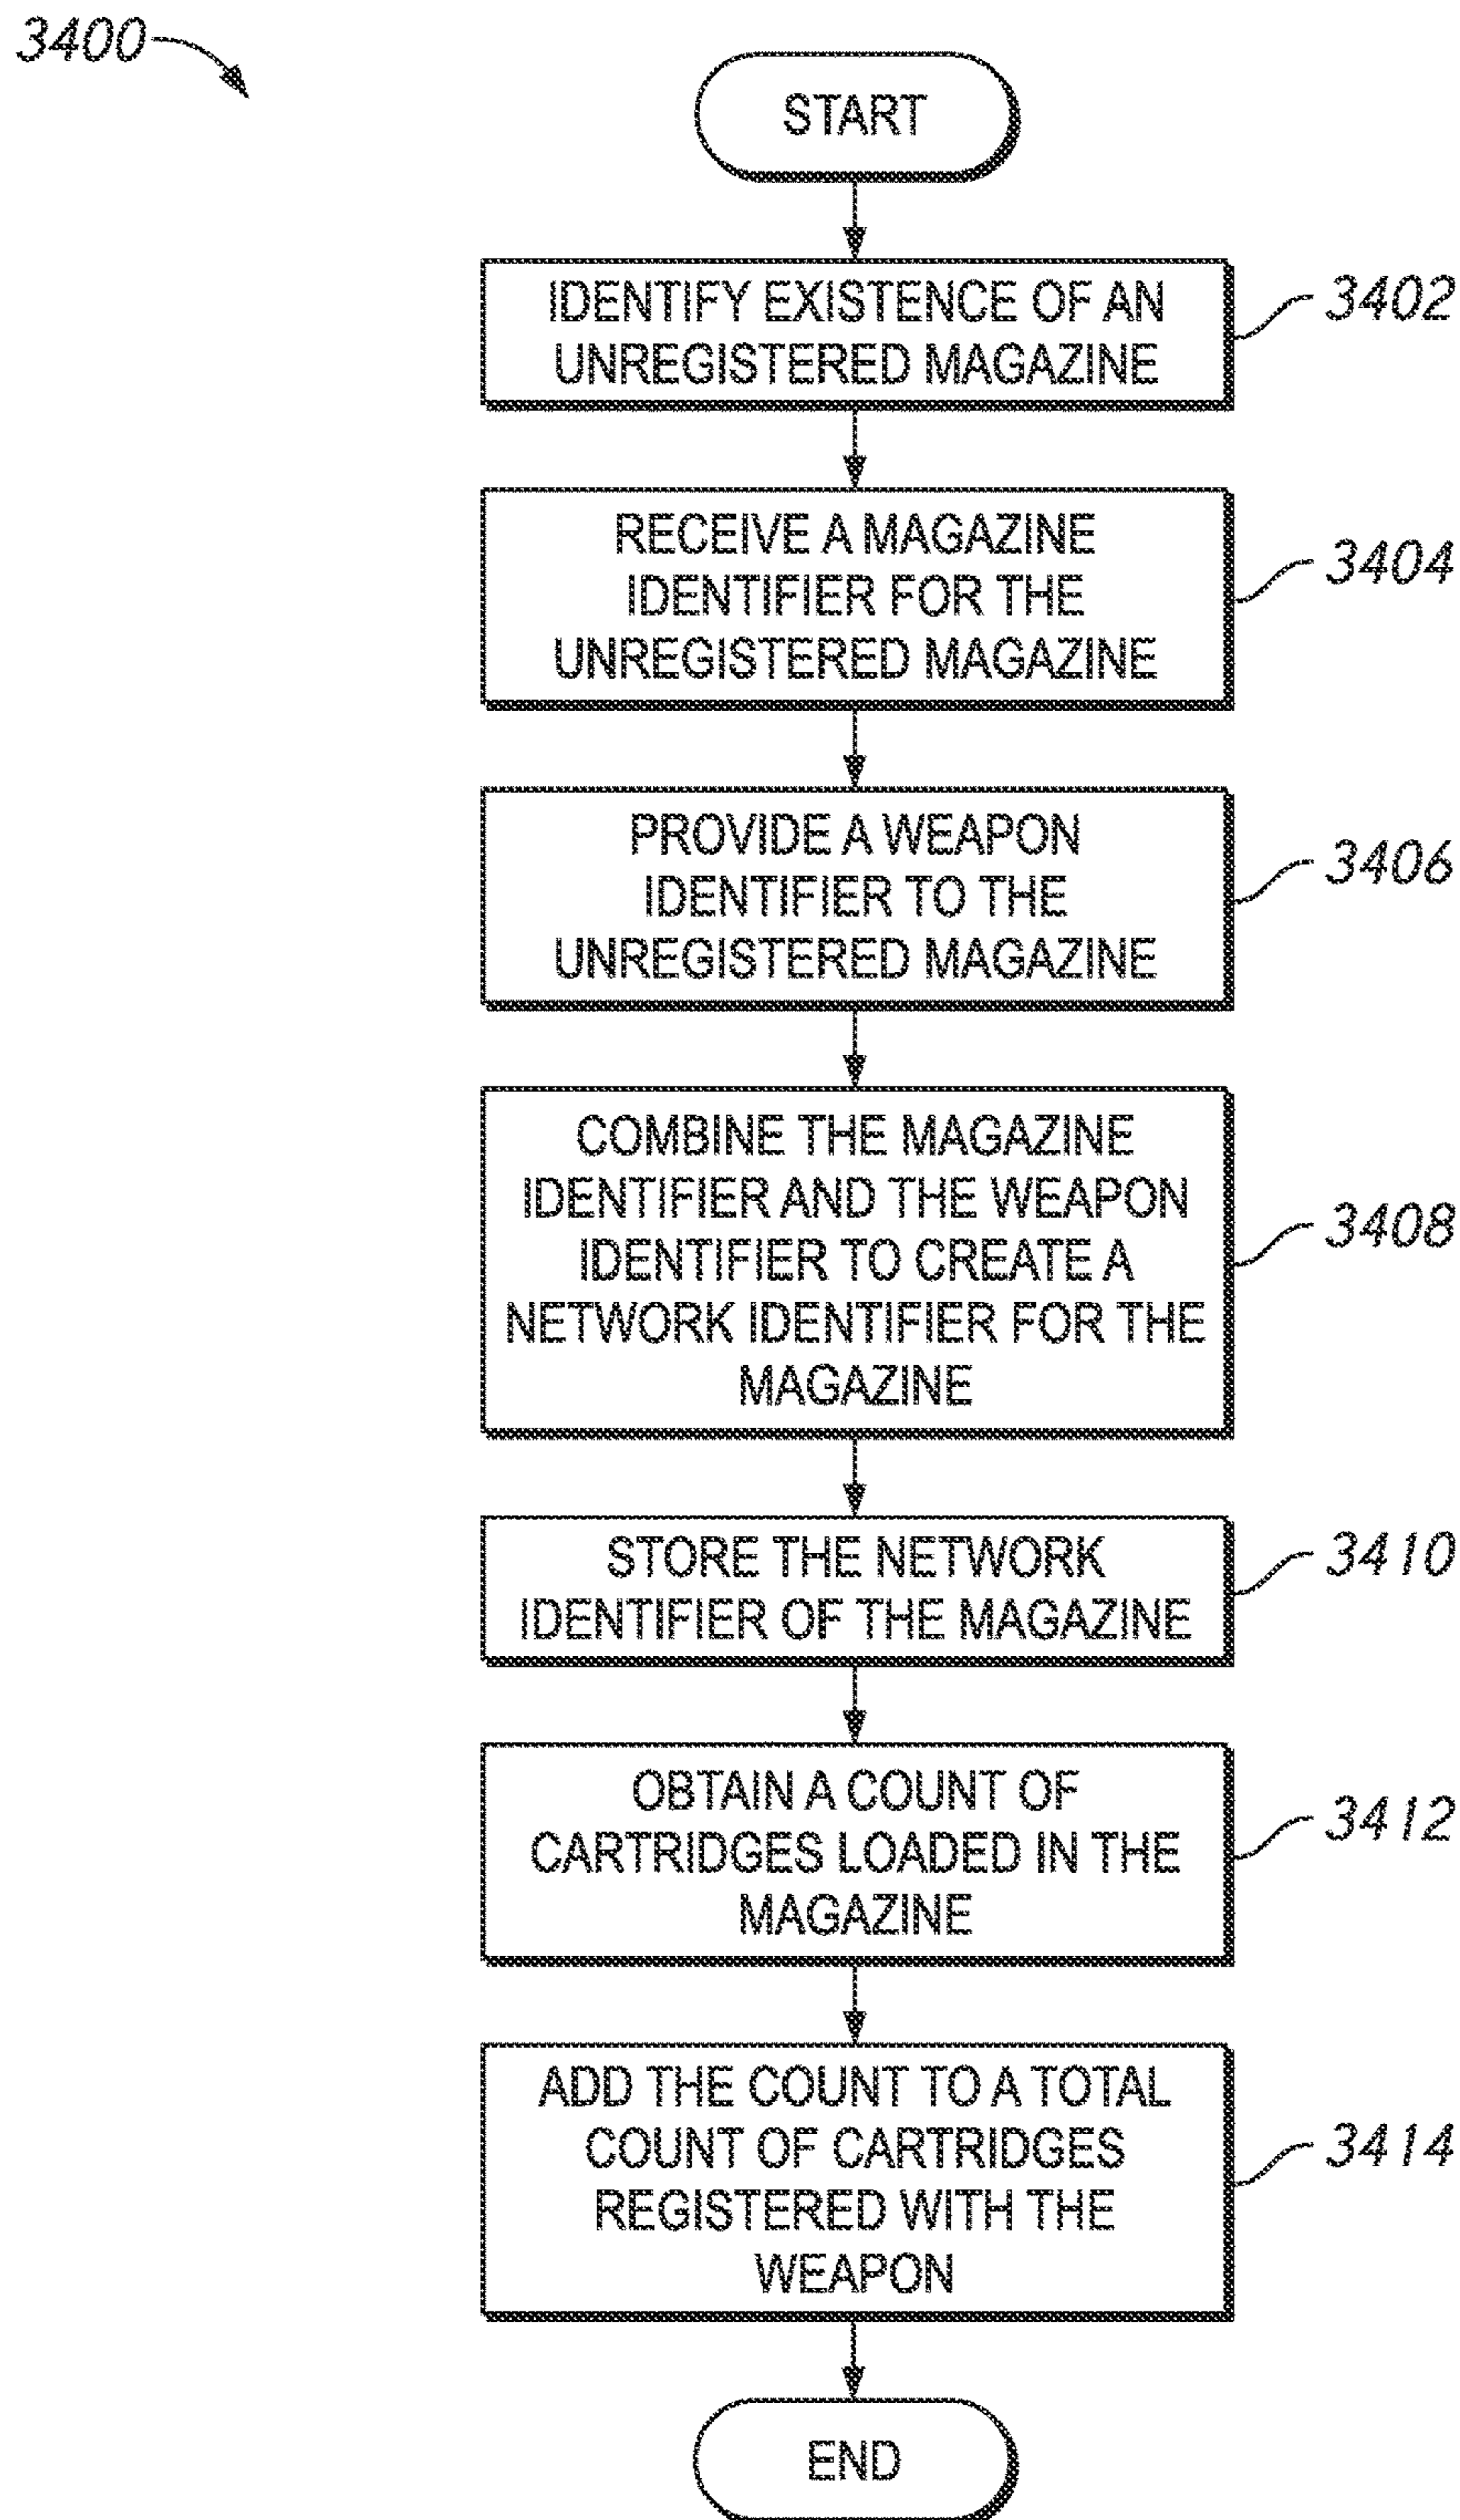 3400
START
IDENTIFY EXISTENCE OF AN
UNREGISTERED MAGAZINE
3402
RECEIVE A MAGAZINE
IDENTIFIER FOR THE
UNREGISTERED MAGAZINE
3404
PROVIDE A WEAPON
IDENTIFIER TO THE
UNREGISTERED MAGAZINE
3406
COMBINE THE MAGAZINE
IDENTIFIER AND THE WEAPON
IDENTIFIER TO CREATE A
NETWORK IDENTIFIER FOR THE
MAGAZINE
3408
STORE THE NETWORK
IDENTIFIER OF THE MAGAZINE
3410
OBTAIN A COUNT OF
CARTRIDGES LOADED IN THE
MAGAZINE
3412
ADD THE COUNT TO A TOTAL
COUNT OF CARTRIDGES
REGISTERED WITH THE
WEAPON
3414
END